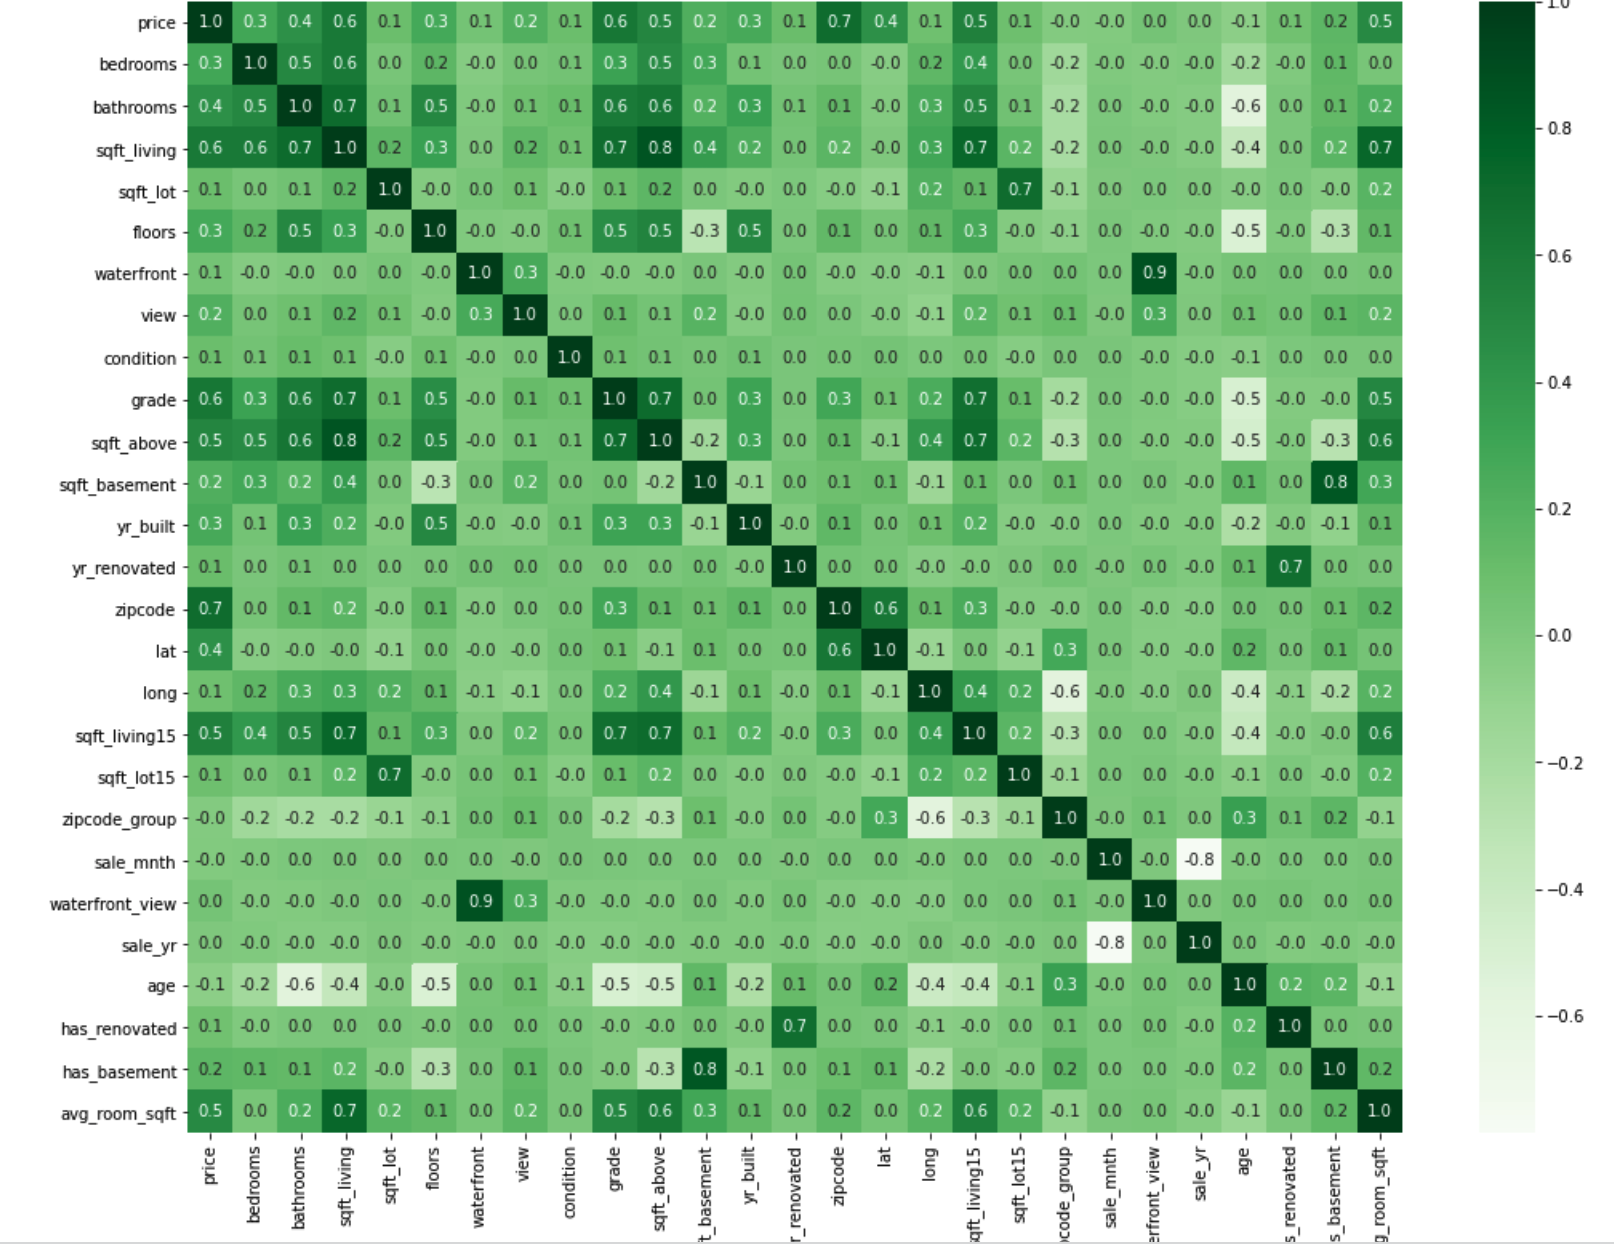 price 1.0 0.3 0.4 0.6 0.1 0.3 0.1 0.2 0.1 0.6 0.5 0.2 0.3 0.1 0.7 0.4 0.1 0.5 0.1 -0.0 -0.0 0.0 0.0 -0.1 0.1 0.2 0.5
bedrooms 0.3 1.0 0.5 0.6 0.0 0.2 -0.0 0.0 0.1 0.3 0.5 0.3 0.1 0.0 0.0 -0.0 0.2 0.4 0.0 -0.2 -0.0 -0.0 -0.0 -0.2 -0.0 0.1 0.0
bathrooms 0.4 0.5 1.0 0.7 0.1 0.5 -0.0 0.1 0.1 0.6 0.6 0.2 0.3 0.1 0.1 -0.0 0.3 0.5 0.1 -0.2 0.0 -0.0 -0.0 -0.6 0.0 0.1 0.2
sqft_living 0.6 0.6 0.7 1.0 0.2 0.3 0.0 0.2 0.1 0.7 0.8 0.4 0.2 0.0 0.2 -0.0 0.3 0.7 0.2 -0.2 0.0 -0.0 -0.0 -0.4 0.0 0.2 0.7
sqft_lot 0.1 0.0 0.1 0.2 1.0 -0.0 0.0 0.1 -0.0 0.1 0.2 0.0 -0.0 0.0 -0.0 -0.1 0.2 0.1 0.7 -0.1 0.0 0.0 0.0 -0.0 0.0 -0.0 0.2
floors 0.3 0.2 0.5 0.3 -0.0 1.0 -0.0 -0.0 0.1 0.5 0.5 -0.3 0.5 0.0 0.1 0.0 0.1 0.3 -0.0 -0.1 0.0 0.0 -0.0 -0.5 -0.0 -0.3 0.1
waterfront 0.1 -0.0 -0.0 0.0 0.0 -0.0 1.0 0.3 -0.0 -0.0 -0.0 0.0 -0.0 0.0 -0.0 -0.0 -0.1 0.0 0.0 0.0 0.0 0.9 -0.0 0.0 0.0 0.0 0.0
view 0.2 0.0 0.1 0.2 0.1 -0.0 0.3 1.0 0.0 0.1 0.1 0.2 -0.0 0.0 0.0 -0.0 -0.1 0.2 0.1 0.1 -0.0 0.3 -0.0 0.1 0.0 0.1 0.2
condition 0.1 0.1 0.1 0.1 -0.0 0.1 -0.0 0.0 1.0 0.1 0.1 0.0 0.1 0.0 0.0 0.0 0.0 0.0 -0.0 0.0 0.0 -0.0 -0.0 -0.1 0.0 0.0 0.0
grade 0.6 0.3 0.6 0.7 0.1 0.5 -0.0 0.1 0.1 1.0 0.7 0.0 0.3 0.0 0.3 0.1 0.2 0.7 0.1 -0.2 0.0 -0.0 -0.0 -0.5 -0.0 -0.0 0.5
sqft_above 0.5 0.5 0.6 0.8 0.2 0.5 -0.0 0.1 0.1 0.7 1.0 -0.2 0.3 0.0 0.1 -0.1 0.4 0.7 0.2 -0.3 0.0 -0.0 -0.0 -0.5 -0.0 -0.3 0.6
sqft_basement 0.2 0.3 0.2 0.4 0.0 -0.3 0.0 0.2 0.0 0.0 -0.2 1.0 -0.1 0.0 0.1 0.1 -0.1 0.1 0.0 0.1 0.0 -0.0 -0.0 0.1 0.0 0.8 0.3
yr_built 0.3 0.1 0.3 0.2 -0.0 0.5 -0.0 -0.0 0.1 0.3 0.3 -0.1 1.0 -0.0 0.1 0.0 0.1 0.2 -0.0 -0.0 0.0 -0.0 -0.0 -0.2 -0.0 -0.1 0.1
yr_renovated 0.1 0.0 0.1 0.0 0.0 0.0 0.0 0.0 0.0 0.0 0.0 0.0 -0.0 1.0 0.0 0.0 -0.0 -0.0 0.0 0.0 -0.0 0.0 -0.0 0.1 0.7 0.0 0.0
zipcode 0.7 0.0 0.1 0.2 -0.0 0.1 -0.0 0.0 0.0 0.3 0.1 0.1 0.1 0.0 1.0 0.6 0.1 0.3 -0.0 -0.0 0.0 -0.0 -0.0 0.0 0.0 0.1 0.2
lat 0.4 -0.0 -0.0 -0.0 -0.1 0.0 -0.0 -0.0 0.0 0.1 -0.1 0.1 0.0 0.0 0.6 1.0 -0.1 0.0 -0.1 0.3 0.0 -0.0 -0.0 0.2 0.0 0.1 0.0
long 0.1 0.2 0.3 0.3 0.2 0.1 -0.1 -0.1 0.0 0.2 0.4 -0.1 0.1 -0.0 0.1 -0.1 1.0 0.4 0.2 -0.6 -0.0 -0.0 0.0 -0.4 -0.1 -0.2 0.2
sqft_living15 0.5 0.4 0.5 0.7 0.1 0.3 0.0 0.2 0.0 0.7 0.7 0.1 0.2 -0.0 0.3 0.0 0.4 1.0 0.2 -0.3 0.0 0.0 -0.0 -0.4 -0.0 -0.0 0.6
sqft_lot15 0.1 0.0 0.1 0.2 0.7 -0.0 0.0 0.1 -0.0 0.1 0.2 0.0 -0.0 0.0 -0.0 -0.1 0.2 0.2 1.0 -0.1 0.0 0.0 -0.0 -0.1 0.0 -0.0 0.2
zipcode_group -0.0 -0.2 -0.2 -0.2 -0.1 -0.1 0.0 0.1 0.0 -0.2 -0.3 0.1 -0.0 0.0 -0.0 0.3 -0.6 -0.3 -0.1 1.0 -0.0 0.1 0.0 0.3 0.1 0.2 -0.1
sale_mnth -0.0 -0.0 0.0 0.0 0.0 0.0 0.0 -0.0 0.0 0.0 0.0 0.0 0.0 -0.0 0.0 0.0 -0.0 0.0 0.0 -0.0 1.0 -0.0 -0.8 -0.0 0.0 0.0 0.0
waterfront_view 0.0 -0.0 -0.0 -0.0 0.0 -0.0 0.9 0.3 -0.0 -0.0 -0.0 -0.0 -0.0 0.0 -0.0 -0.0 -0.0 0.0 0.0 0.1 -0.0 1.0 0.0 0.0 0.0 0.0 0.0
sale_yr 0.0 -0.0 -0.0 -0.0 0.0 -0.0 -0.0 -0.0 -0.0 -0.0 -0.0 -0.0 -0.0 -0.0 -0.0 -0.0 0.0 -0.0 -0.0 0.0 -0.8 0.0 1.0 0.0 -0.0 -0.0 -0.0
age -0.1 -0.2 -0.6 -0.4 -0.0 -0.5 0.0 0.1 -0.1 -0.5 -0.5 0.1 -0.2 0.1 0.0 0.2 -0.4 -0.4 -0.1 0.3 -0.0 0.0 0.0 1.0 0.2 0.2 -0.1
has_renovated 0.1 -0.0 0.0 0.0 0.0 -0.0 0.0 0.0 0.0 -0.0 -0.0 0.0 -0.0 0.7 0.0 0.0 -0.1 -0.0 0.0 0.1 0.0 0.0 -0.0 0.2 1.0 0.0 0.0
has_basement 0.2 0.1 0.1 0.2 -0.0 -0.3 0.0 0.1 0.0 -0.0 -0.3 0.8 -0.1 0.0 0.1 0.1 -0.2 -0.0 -0.0 0.2 0.0 0.0 -0.0 0.2 0.0 1.0 0.2
avg_room_sqft 0.5 0.0 0.2 0.7 0.2 0.1 0.0 0.2 0.0 0.5 0.6 0.3 0.1 0.0 0.2 0.0 0.2 0.6 0.2 -0.1 0.0 0.0 -0.0 -0.1 0.0 0.2 1.0
price bedrooms bathrooms sqft_living sqft_lot floors waterfront view condition grade sqft_above ft_basement yr_built r_renovated zipcode lat long sqft_living15 sqft_lot15 ocode_group sale_mnth erfront_view sale_yr age s_renovated s_basement g_room_sqft
1.0
0.8
0.6
0.4
0.2
0.0
−0.2
−0.4
−0.6